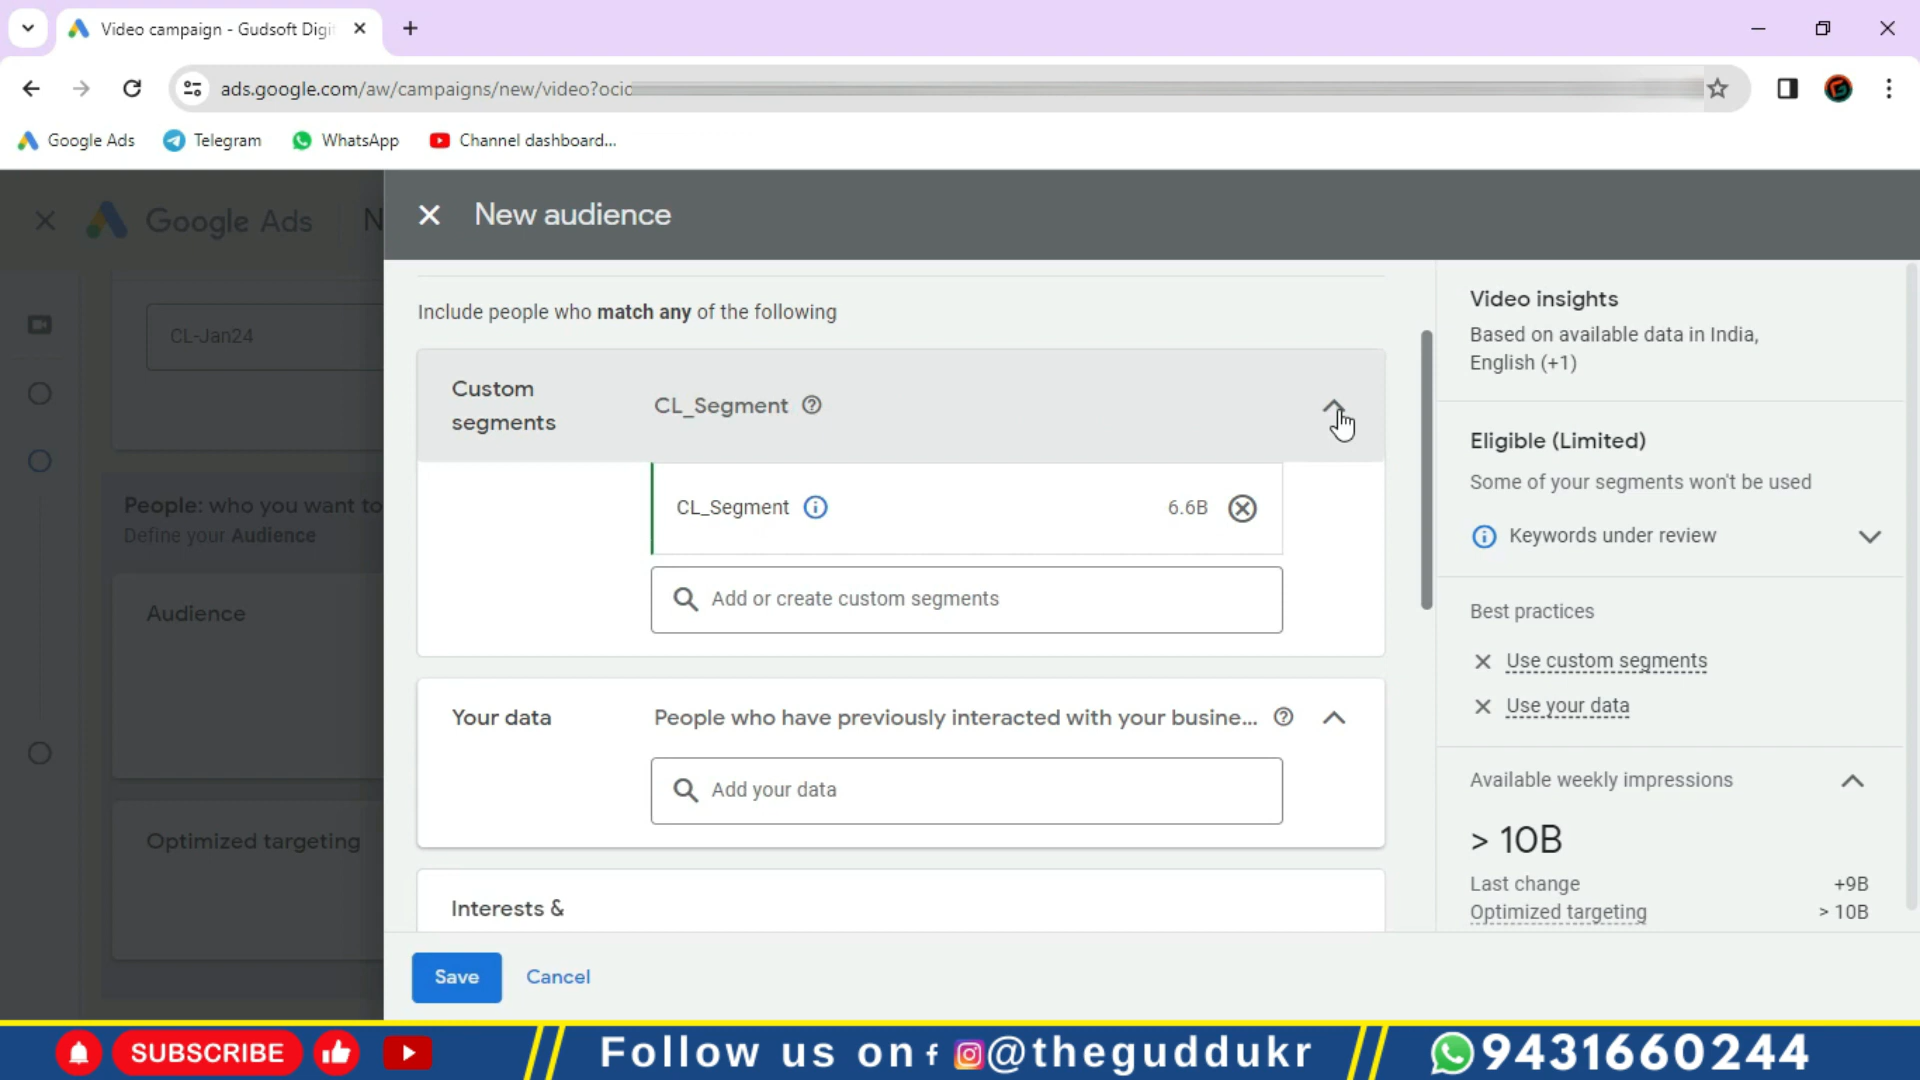 Video campaign - Gudsoft Digi
ads.google.com/aw/campaigns/new/video?ocid
Google Ads
Telegram
WhatsApp
Channel dashboard...
Google Ads
N
New audience
CL-Jan24
People: who you want to
Define your Audience
Audience
Optimized targeting
Include people who match any of the following
Custom segments
CL_Segment
CL_Segment
6.6B
Add or create custom segments
Your data
People who have previously interacted with your busine...
Add your data
Interests &
Save
Cancel
Video insights
Based on available data in India,
English (+1)
Eligible (Limited)
Some of your segments won't be used
Keywords under review
Best practices
Use custom segments
Use your data
Available weekly impressions
> 10B
Last change +9B
Optimized targeting > 10B
SUBSCRIBE
Follow us on f @theguddukr
9431660244